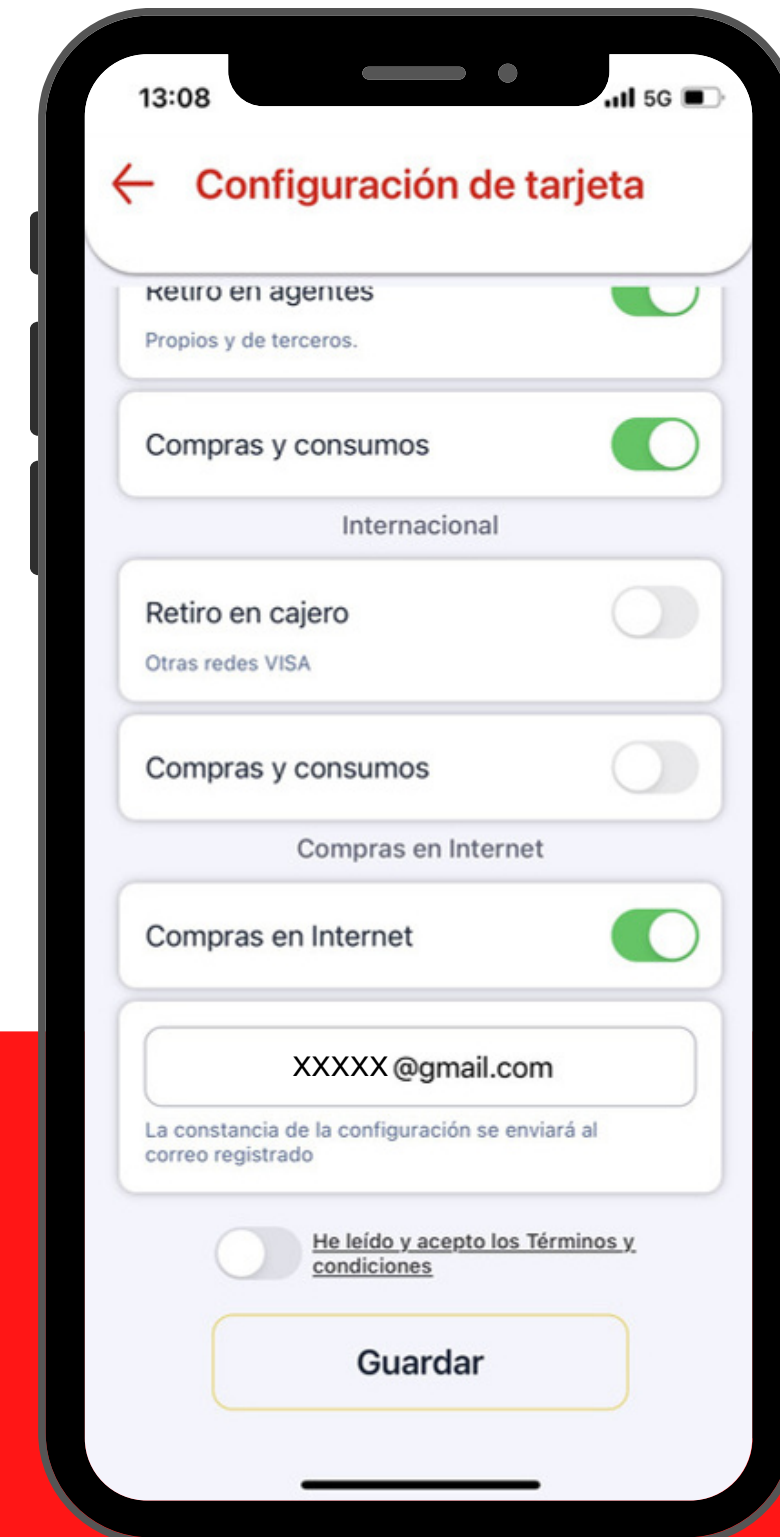 13:08
5G
Configuración de tarjeta
Retiro en agentes
Propios y de terceros.
Compras y consumos
Internacional
Retiro en cajero
Otras redes VISA
Compras y consumos
Compras en Internet
Compras en Internet
XXXXX @gmail.com
La constancia de la configuración se enviará al
correo registrado
He leído y acepto los Términos y
condiciones
Guardar